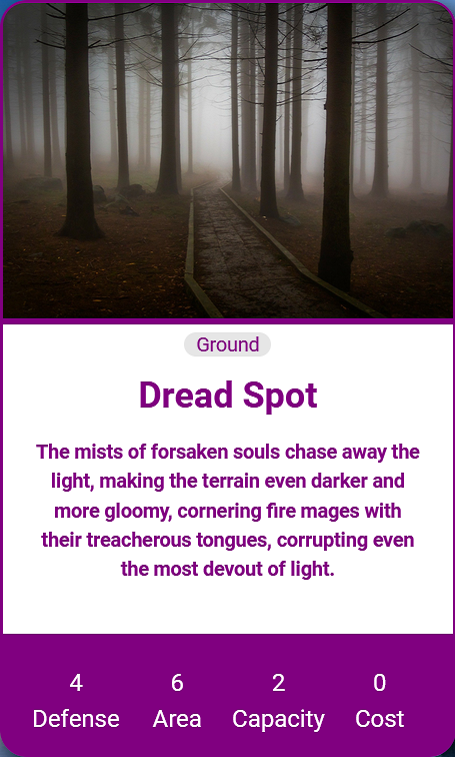 Ground
Dread Spot
The mists of forsaken souls chase away the
light, making the terrain even darker and
more gloomy, cornering fire mages with
their treacherous tongues, corrupting even
the most devout of light.
4 6 2 0
Defense Area Capacity Cost